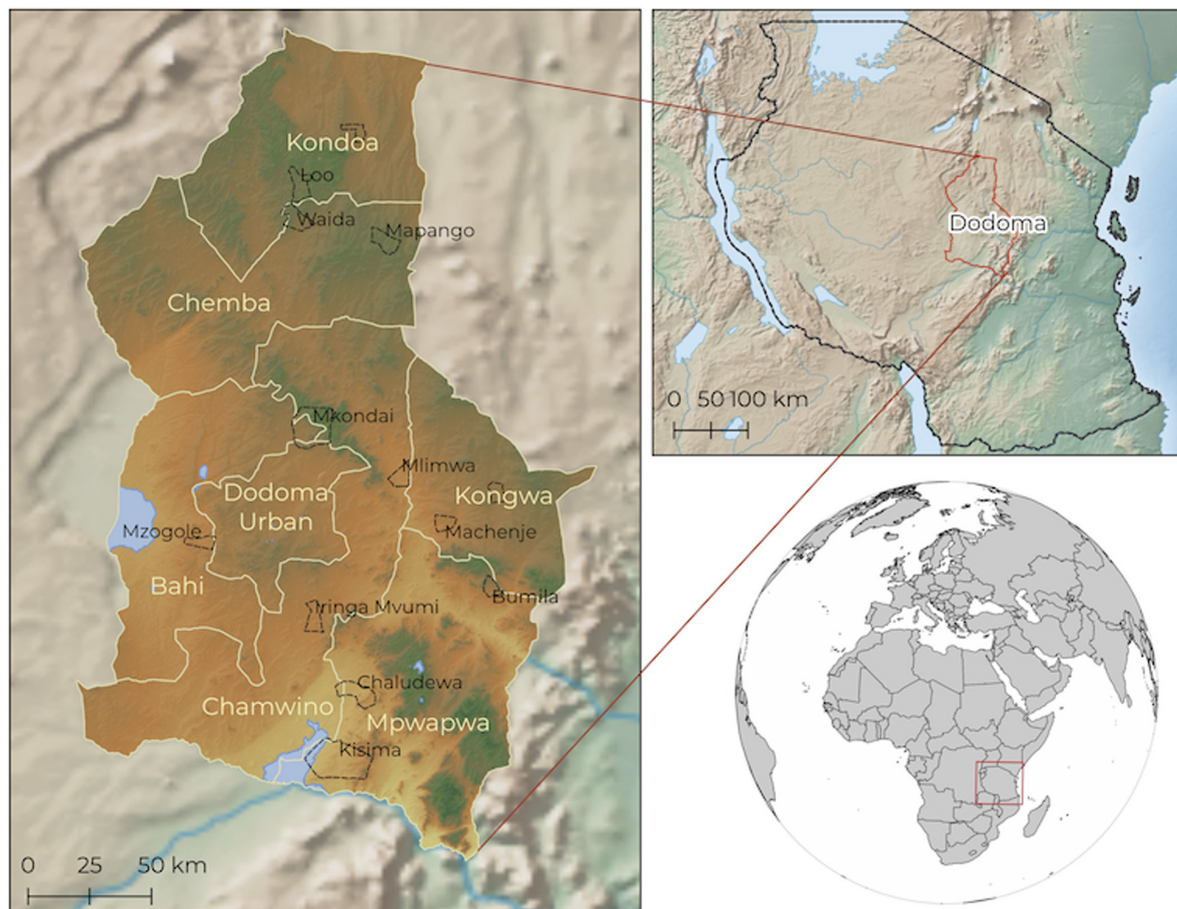 Kondoa
Loo
Waida
Mapango
Chemba
Mkondai
Mlimwa
Dodoma
Urban
Kongwa
Mzogole
Machenje
Bahi
Bumila
Iringa Mvumi
Chaludewa
Chamwino
Mpwapwa
Kisima
0 25 50 km
Dodoma
0 50 100 km